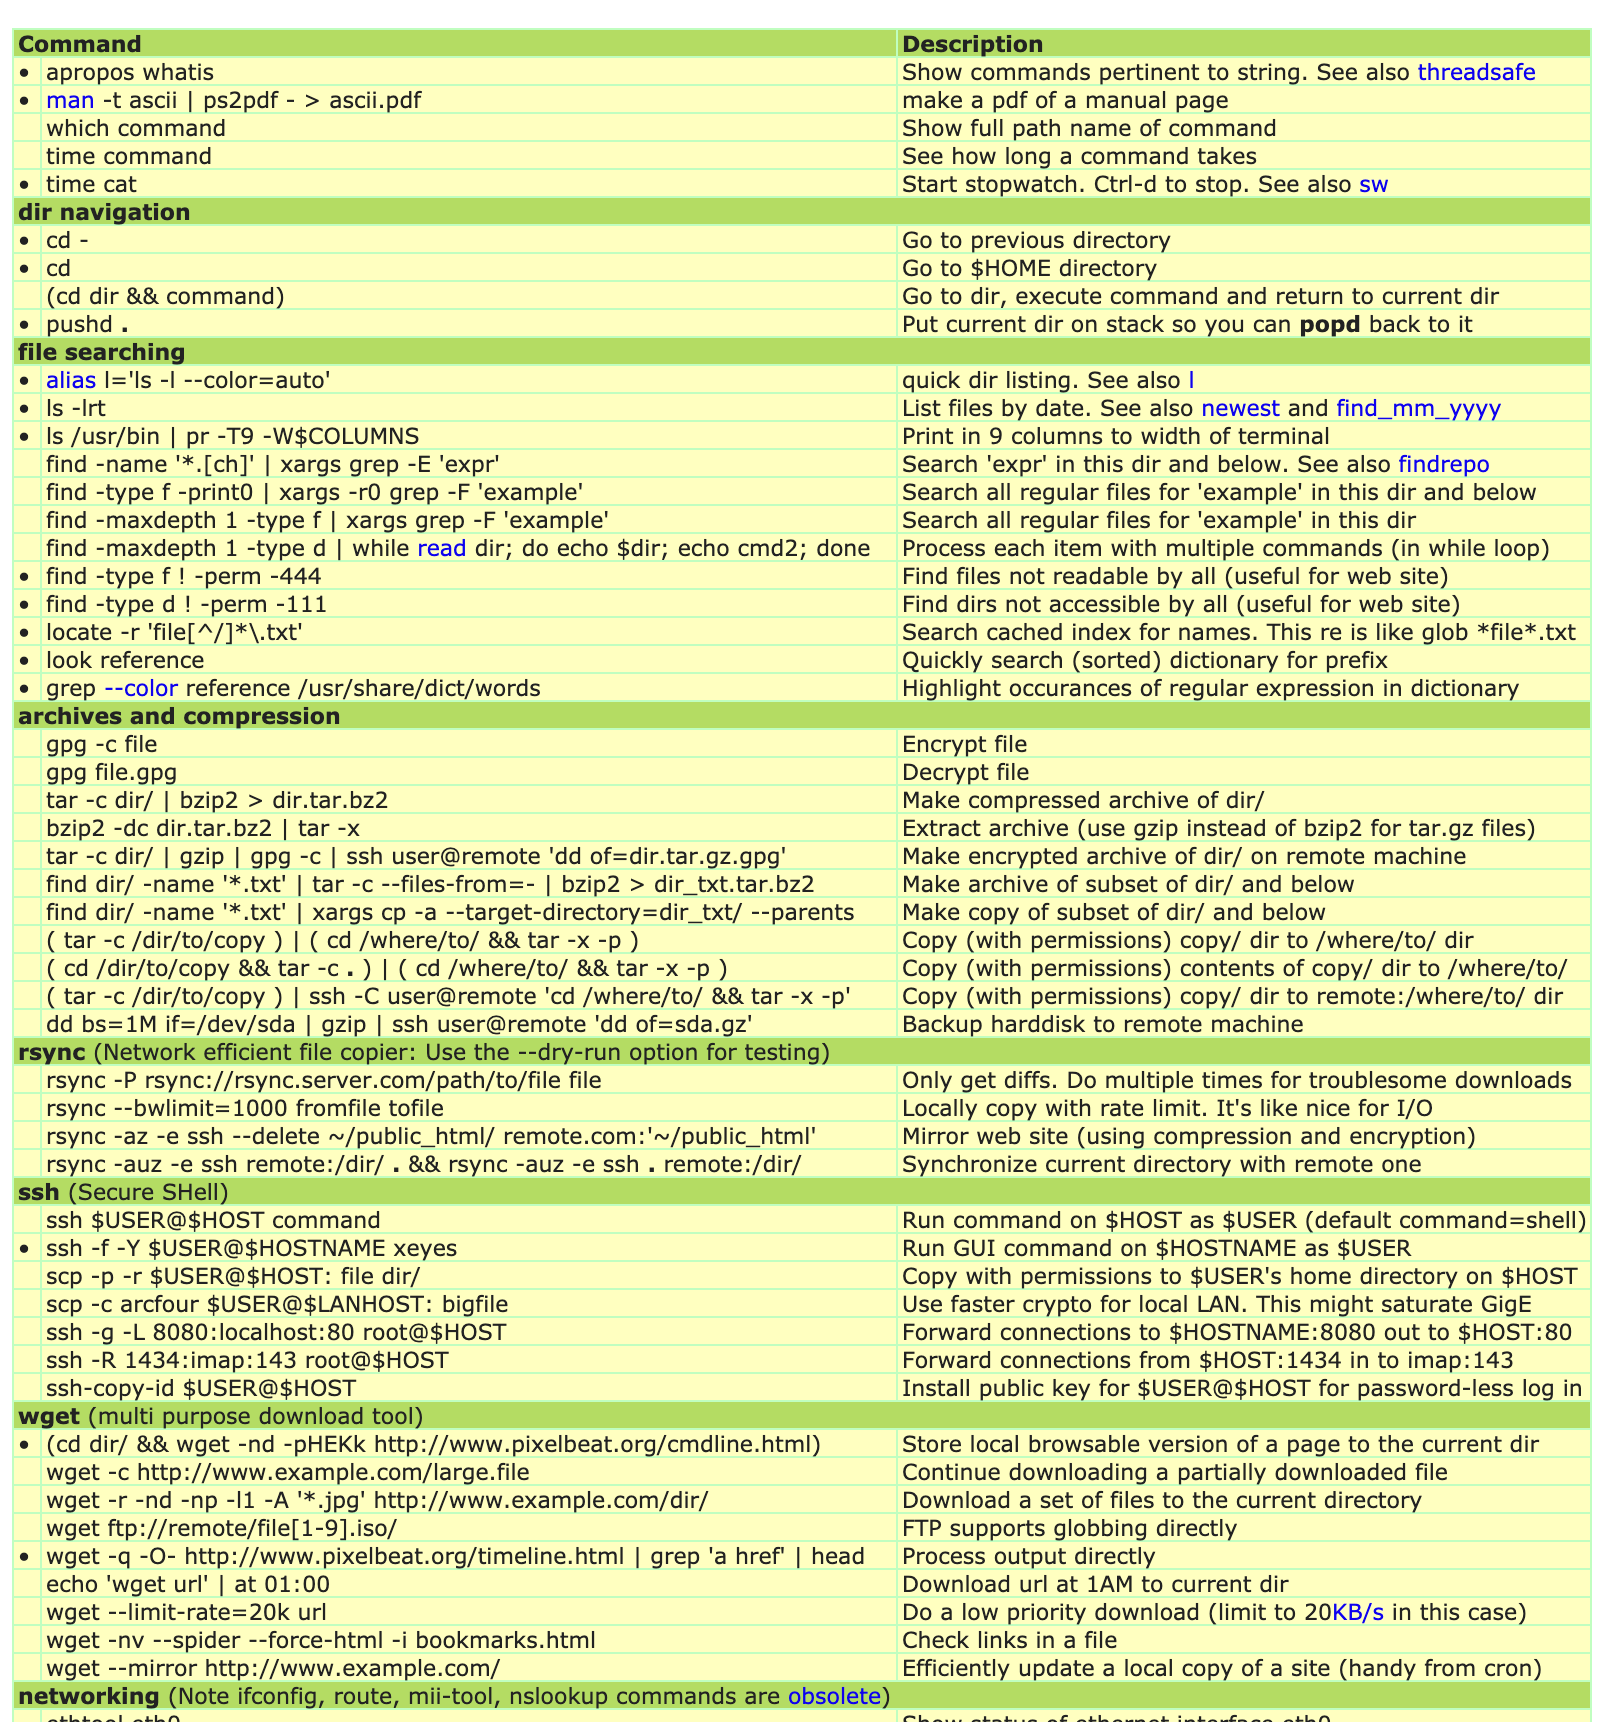 Command Description
• apropos whatis Show commands pertinent to string. See also threadsafe
• man -t ascii | ps2pdf - > ascii.pdf make a pdf of a manual page
which command Show full path name of command
time command See how long a command takes
• time cat Start stopwatch. Ctrl-d to stop. See also sw
dir navigation
• cd - Go to previous directory
• cd Go to $HOME directory
(cd dir && command) Go to dir, execute command and return to current dir
• pushd . Put current dir on stack so you can popd back to it
file searching
• alias l='ls -l --color=auto' quick dir listing. See also l
• ls -lrt List files by date. See also newest and find_mm_yyyy
• ls /usr/bin | pr -T9 -W$COLUMNS Print in 9 columns to width of terminal
find -name '*.[ch]' | xargs grep -E 'expr' Search 'expr' in this dir and below. See also findrepo
find -type f -print0 | xargs -r0 grep -F 'example' Search all regular files for 'example' in this dir and below
find -maxdepth 1 -type f | xargs grep -F 'example' Search all regular files for 'example' in this dir
find -maxdepth 1 -type d | while read dir; do echo $dir; echo cmd2; done Process each item with multiple commands (in while loop)
• find -type f ! -perm -444 Find files not readable by all (useful for web site)
• find -type d ! -perm -111 Find dirs not accessible by all (useful for web site)
• locate -r 'file[^/]*\.txt' Search cached index for names. This re is like glob *file*.txt
• look reference Quickly search (sorted) dictionary for prefix
• grep --color reference /usr/share/dict/words Highlight occurances of regular expression in dictionary
archives and compression
gpg -c file Encrypt file
gpg file.gpg Decrypt file
tar -c dir/ | bzip2 > dir.tar.bz2 Make compressed archive of dir/
bzip2 -dc dir.tar.bz2 | tar -x Extract archive (use gzip instead of bzip2 for tar.gz files)
tar -c dir/ | gzip | gpg -c | ssh user@remote 'dd of=dir.tar.gz.gpg' Make encrypted archive of dir/ on remote machine
find dir/ -name '*.txt' | tar -c --files-from=- | bzip2 > dir_txt.tar.bz2 Make archive of subset of dir/ and below
find dir/ -name '*.txt' | xargs cp -a --target-directory=dir_txt/ --parents Make copy of subset of dir/ and below
( tar -c /dir/to/copy ) | ( cd /where/to/ && tar -x -p ) Copy (with permissions) copy/ dir to /where/to/ dir
( cd /dir/to/copy && tar -c . ) | ( cd /where/to/ && tar -x -p ) Copy (with permissions) contents of copy/ dir to /where/to/
( tar -c /dir/to/copy ) | ssh -C user@remote 'cd /where/to/ && tar -x -p' Copy (with permissions) copy/ dir to remote:/where/to/ dir
dd bs=1M if=/dev/sda | gzip | ssh user@remote 'dd of=sda.gz' Backup harddisk to remote machine
rsync (Network efficient file copier: Use the --dry-run option for testing)
rsync -P rsync://rsync.server.com/path/to/file file Only get diffs. Do multiple times for troublesome downloads
rsync --bwlimit=1000 fromfile tofile Locally copy with rate limit. It's like nice for I/O
rsync -az -e ssh --delete ~/public_html/ remote.com:'~/public_html' Mirror web site (using compression and encryption)
rsync -auz -e ssh remote:/dir/ . && rsync -auz -e ssh . remote:/dir/ Synchronize current directory with remote one
ssh (Secure SHell)
ssh $USER@$HOST command Run command on $HOST as $USER (default command=shell)
• ssh -f -Y $USER@$HOSTNAME xeyes Run GUI command on $HOSTNAME as $USER
scp -p -r $USER@$HOST: file dir/ Copy with permissions to $USER's home directory on $HOST
scp -c arcfour $USER@$LANHOST: bigfile Use faster crypto for local LAN. This might saturate GigE
ssh -g -L 8080:localhost:80 root@$HOST Forward connections to $HOSTNAME:8080 out to $HOST:80
ssh -R 1434:imap:143 root@$HOST Forward connections from $HOST:1434 in to imap:143
ssh-copy-id $USER@$HOST Install public key for $USER@$HOST for password-less log in
wget (multi purpose download tool)
• (cd dir/ && wget -nd -pHEKk http://www.pixelbeat.org/cmdline.html) Store local browsable version of a page to the current dir
wget -c http://www.example.com/large.file Continue downloading a partially downloaded file
wget -r -nd -np -l1 -A '*.jpg' http://www.example.com/dir/ Download a set of files to the current directory
wget ftp://remote/file[1-9].iso/ FTP supports globbing directly
• wget -q -O- http://www.pixelbeat.org/timeline.html | grep 'a href' | head Process output directly
echo 'wget url' | at 01:00 Download url at 1AM to current dir
wget --limit-rate=20k url Do a low priority download (limit to 20KB/s in this case)
wget -nv --spider --force-html -i bookmarks.html Check links in a file
wget --mirror http://www.example.com/ Efficiently update a local copy of a site (handy from cron)
networking (Note ifconfig, route, mii-tool, nslookup commands are obsolete)
ethtool eth0 Show status of ethernet interface eth0